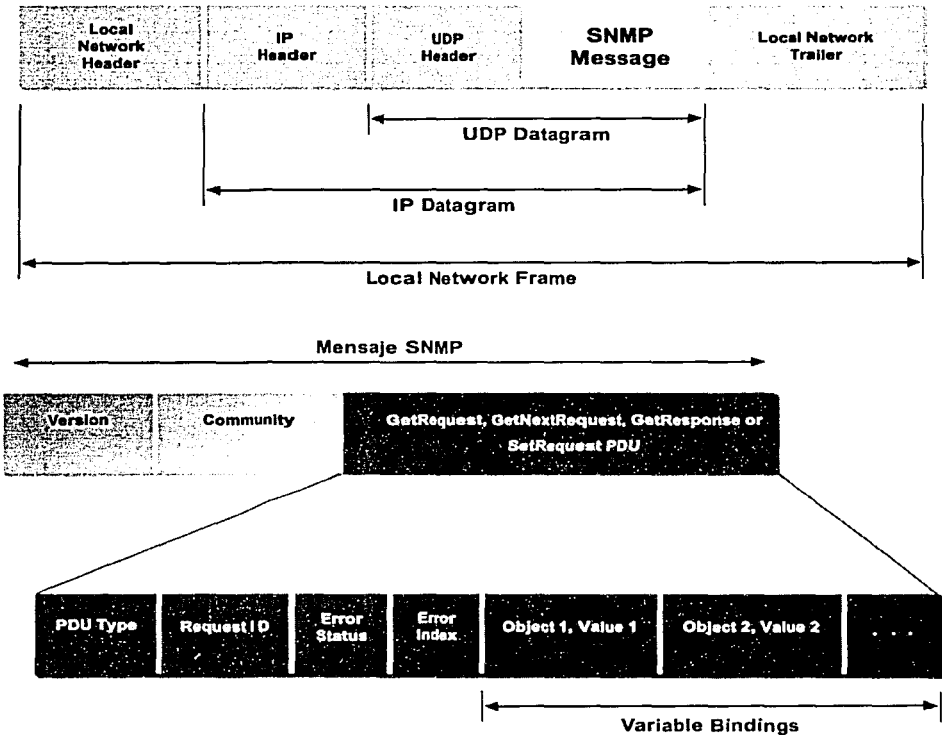 Local
Network
Header
IP
Header
UDP
Header
SNMP
Message
Local Network
Trailer
UDP Datagram
IP Datagram
Local Network Frame
Mensaje SNMP
Version
Community
GetRequest, GetNextRequest, GetResponse or
SetRequest PDU
PDU Type
Request ID
Error
Status
Error
Index
Object 1, Value 1
Object 2, Value 2
. . .
Variable Bindings